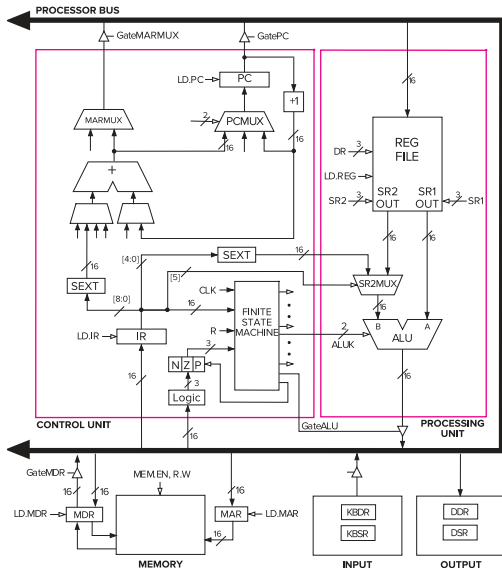 PROCESSOR BUS
GateMARMUX
GatePC
LD.PC
PC
+1
16
MARMUX
2
PCMUX
16
16
REG
FILE
DR
3
LD.REG
SR2
3
SR2
OUT
SR1
OUT
3
SR1
+
16
16
16
[4:0]
SEXT
16
[5]
SR2MUX
SEXT
[8:0]
CLK
16
FINITE
STATE
MACHINE
R
LD.IR
IR
3
N Z P
3
Logic
16
16
16
B
A
ALU
2
ALUK
16
GateALU
CONTROL UNIT
PROCESSING
UNIT
GateMDR
16
16
LD.MDR
MDR
MEM.EN, R.W
16
MAR
LD.MAR
16
MEMORY
KBDR
KBSR
INPUT
DDR
DSR
OUTPUT